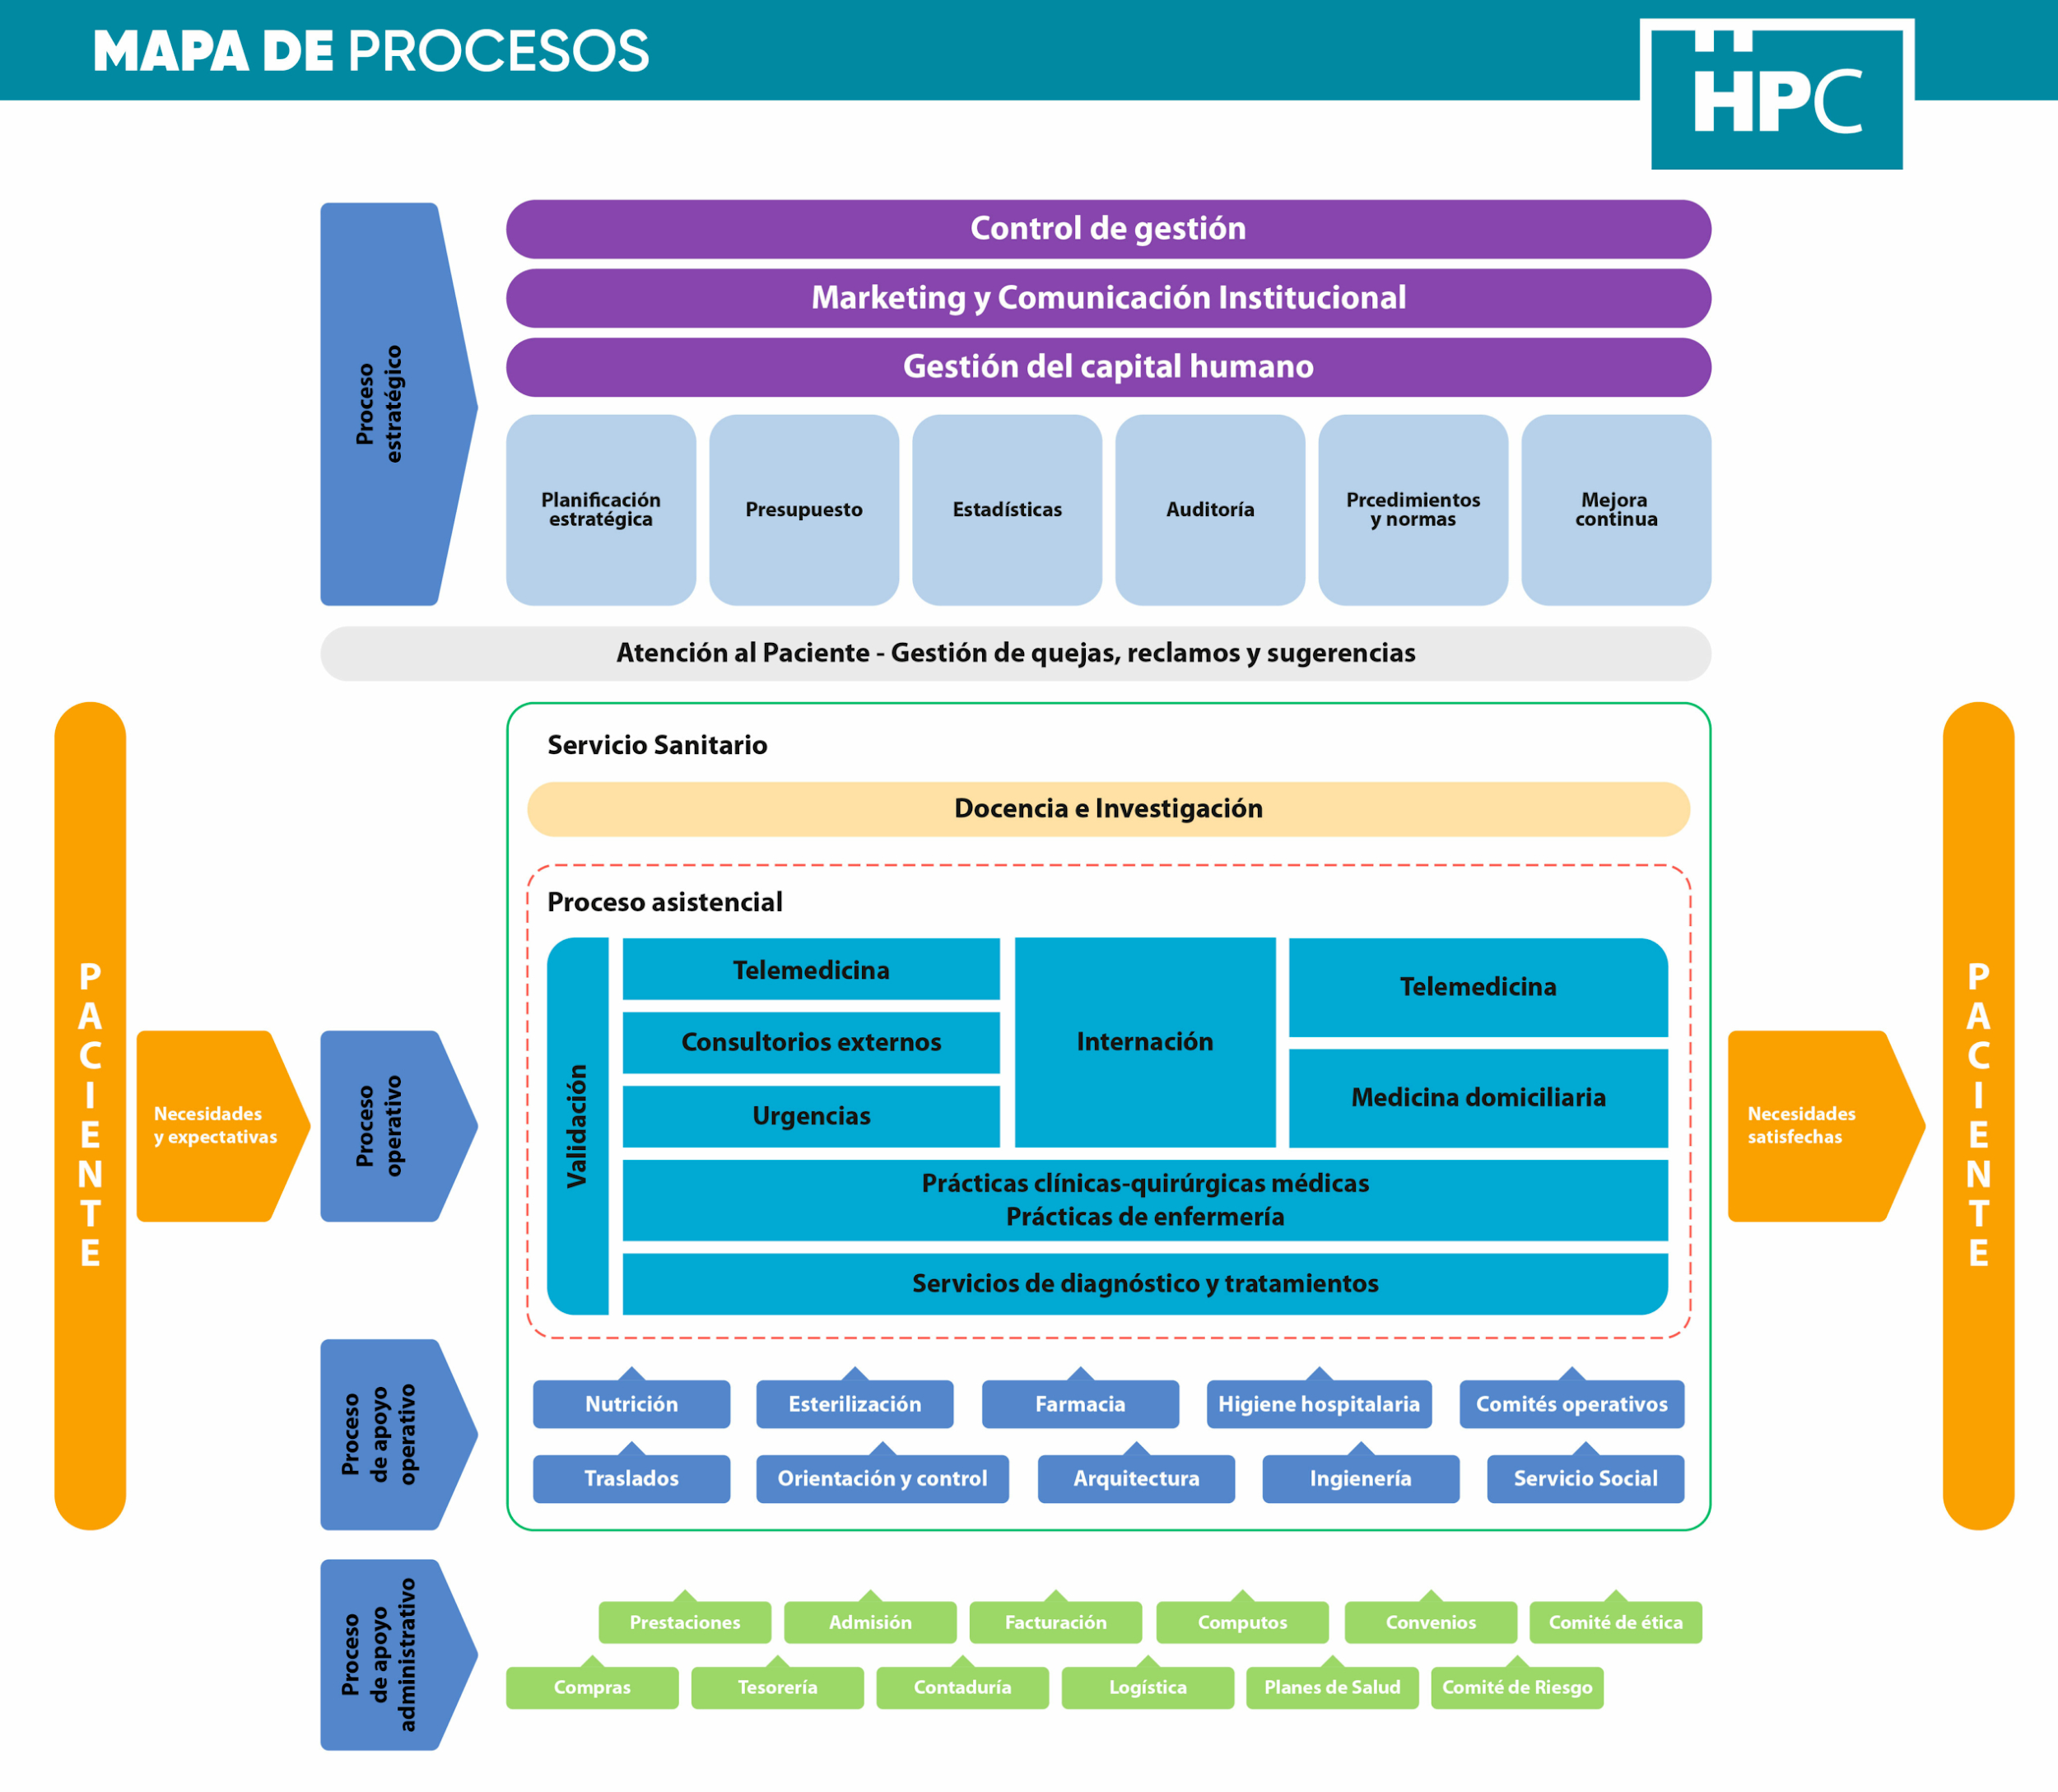 MAPA DE PROCESOS
HPC
Proceso
estratégico
Control de gestión
Marketing y Comunicación Institucional
Gestión del capital humano
Planificación
estratégica
Presupuesto
Estadísticas
Auditoría
Prcedimientos
y normas
Mejora
continua
Atención al Paciente - Gestión de quejas, reclamos y sugerencias
PACIENTE
Necesidades
y expectativas
Proceso
operativo
Servicio Sanitario
Docencia e Investigación
Proceso asistencial
Validación
Telemedicina
Consultorios externos
Urgencias
Internación
Telemedicina
Medicina domiciliaria
Prácticas clínicas-quirúrgicas médicas
Prácticas de enfermería
Servicios de diagnóstico y tratamientos
Necesidades
satisfechas
PACIENTE
Proceso
de apoyo
operativo
Nutrición
Esterilización
Farmacia
Higiene hospitalaria
Comités operativos
Traslados
Orientación y control
Arquitectura
Ingienería
Servicio Social
Proceso
de apoyo
administrativo
Prestaciones
Admisión
Facturación
Computos
Convenios
Comité de ética
Compras
Tesorería
Contaduría
Logística
Planes de Salud
Comité de Riesgo